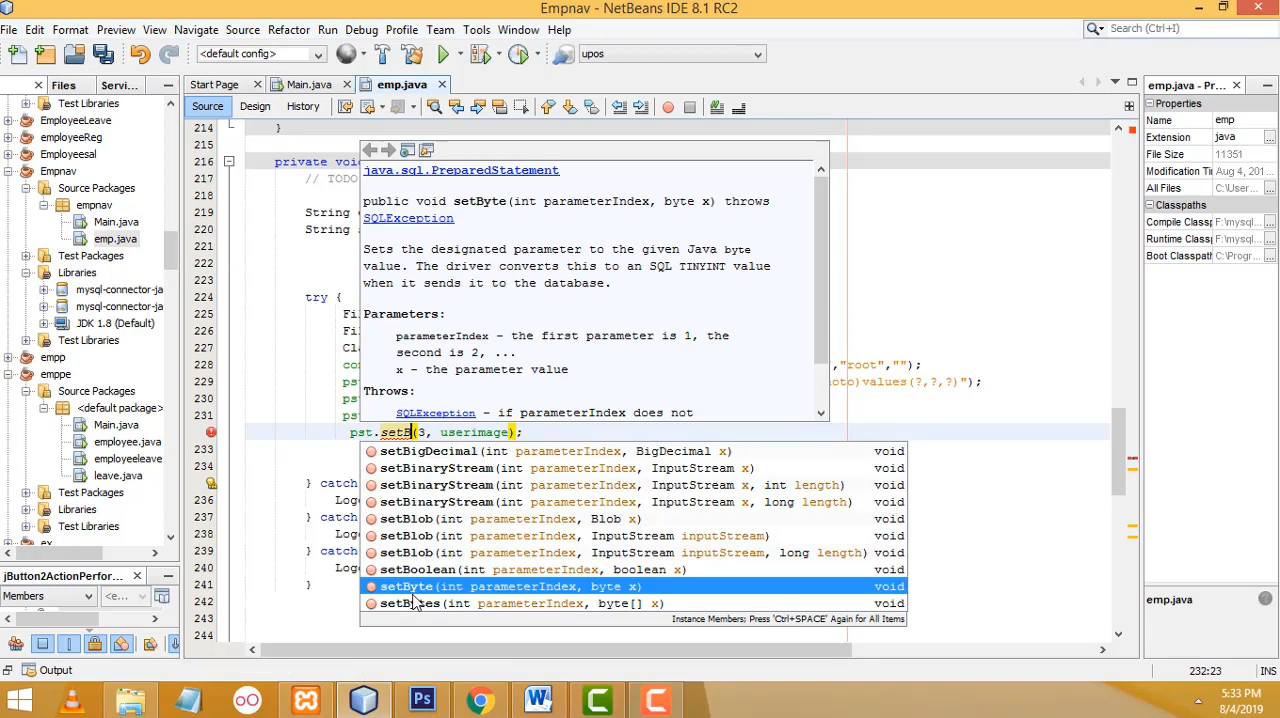 Empnav - NetBeans IDE 8.1 RC2
File Edit Format Preview View Navigate Source Refactor Run Debug Profile Team Tools Window Help
Search (Ctrl+I)
<default config>
upos
Files Servi...
Start Page Main.java emp.java
emp.java - Pr...
Source Design History
Test Libraries
EmployeeLeave
employeeReg
Employeesal
Empnav
Source Packages
empnav
Main.java
emp.java
Test Libraries
Libraries
mysql-connector-ja
mysql-connector-ja
JDK 1.8 (Default)
Test Libraries
empp
emppe
Source Packages
<default package>
Main.java
employee.java
employeeleave
leave.java
Test Packages
Libraries
Test Libraries
jButton2ActionPerfor...
Members <e...
214 }
215
216 private voi
217 // TODO
218
219 String
220 String
221
222
223
224 try {
225 Fi
226 Fi
227 Cl
228 co ,"root","");
229 ps oto)values(?,?,?)");
230 ps
231 ps
pst.setB(3, userimage);
233
234
} catch
236 Log
237 } catch
238 Log
239 } catch
240 Log
241 }
242
243
244
java.sql.PreparedStatement
public void setByte(int parameterIndex, byte x) throws
SQLException
Sets the designated parameter to the given Java byte
value. The driver converts this to an SQL TINYINT value
when it sends it to the database.
Parameters:
parameterIndex - the first parameter is 1, the
second is 2, ...
x - the parameter value
Throws:
SQLException - if parameterIndex does not
setBigDecimal(int parameterIndex, BigDecimal x) void
setBinaryStream(int parameterIndex, InputStream x) void
setBinaryStream(int parameterIndex, InputStream x, int length) void
setBinaryStream(int parameterIndex, InputStream x, long length) void
setBlob(int parameterIndex, Blob x) void
setBlob(int parameterIndex, InputStream inputStream) void
setBlob(int parameterIndex, InputStream inputStream, long length) void
setBoolean(int parameterIndex, boolean x) void
setByte(int parameterIndex, byte x) void
setBytes(int parameterIndex, byte[] x) void
Instance Members; Press 'Ctrl+SPACE' Again for All Items
Properties
Name emp
Extension java
File Size 11351
Modification Ti Aug 4, 201...
All Files C:\User...
Classpaths
Compile Classp F:\mysql...
Runtime Classp F:\mysql...
Boot Classpath C:\Progr...
emp.java
Output
232:23 INS
5:33 PM
8/4/2019